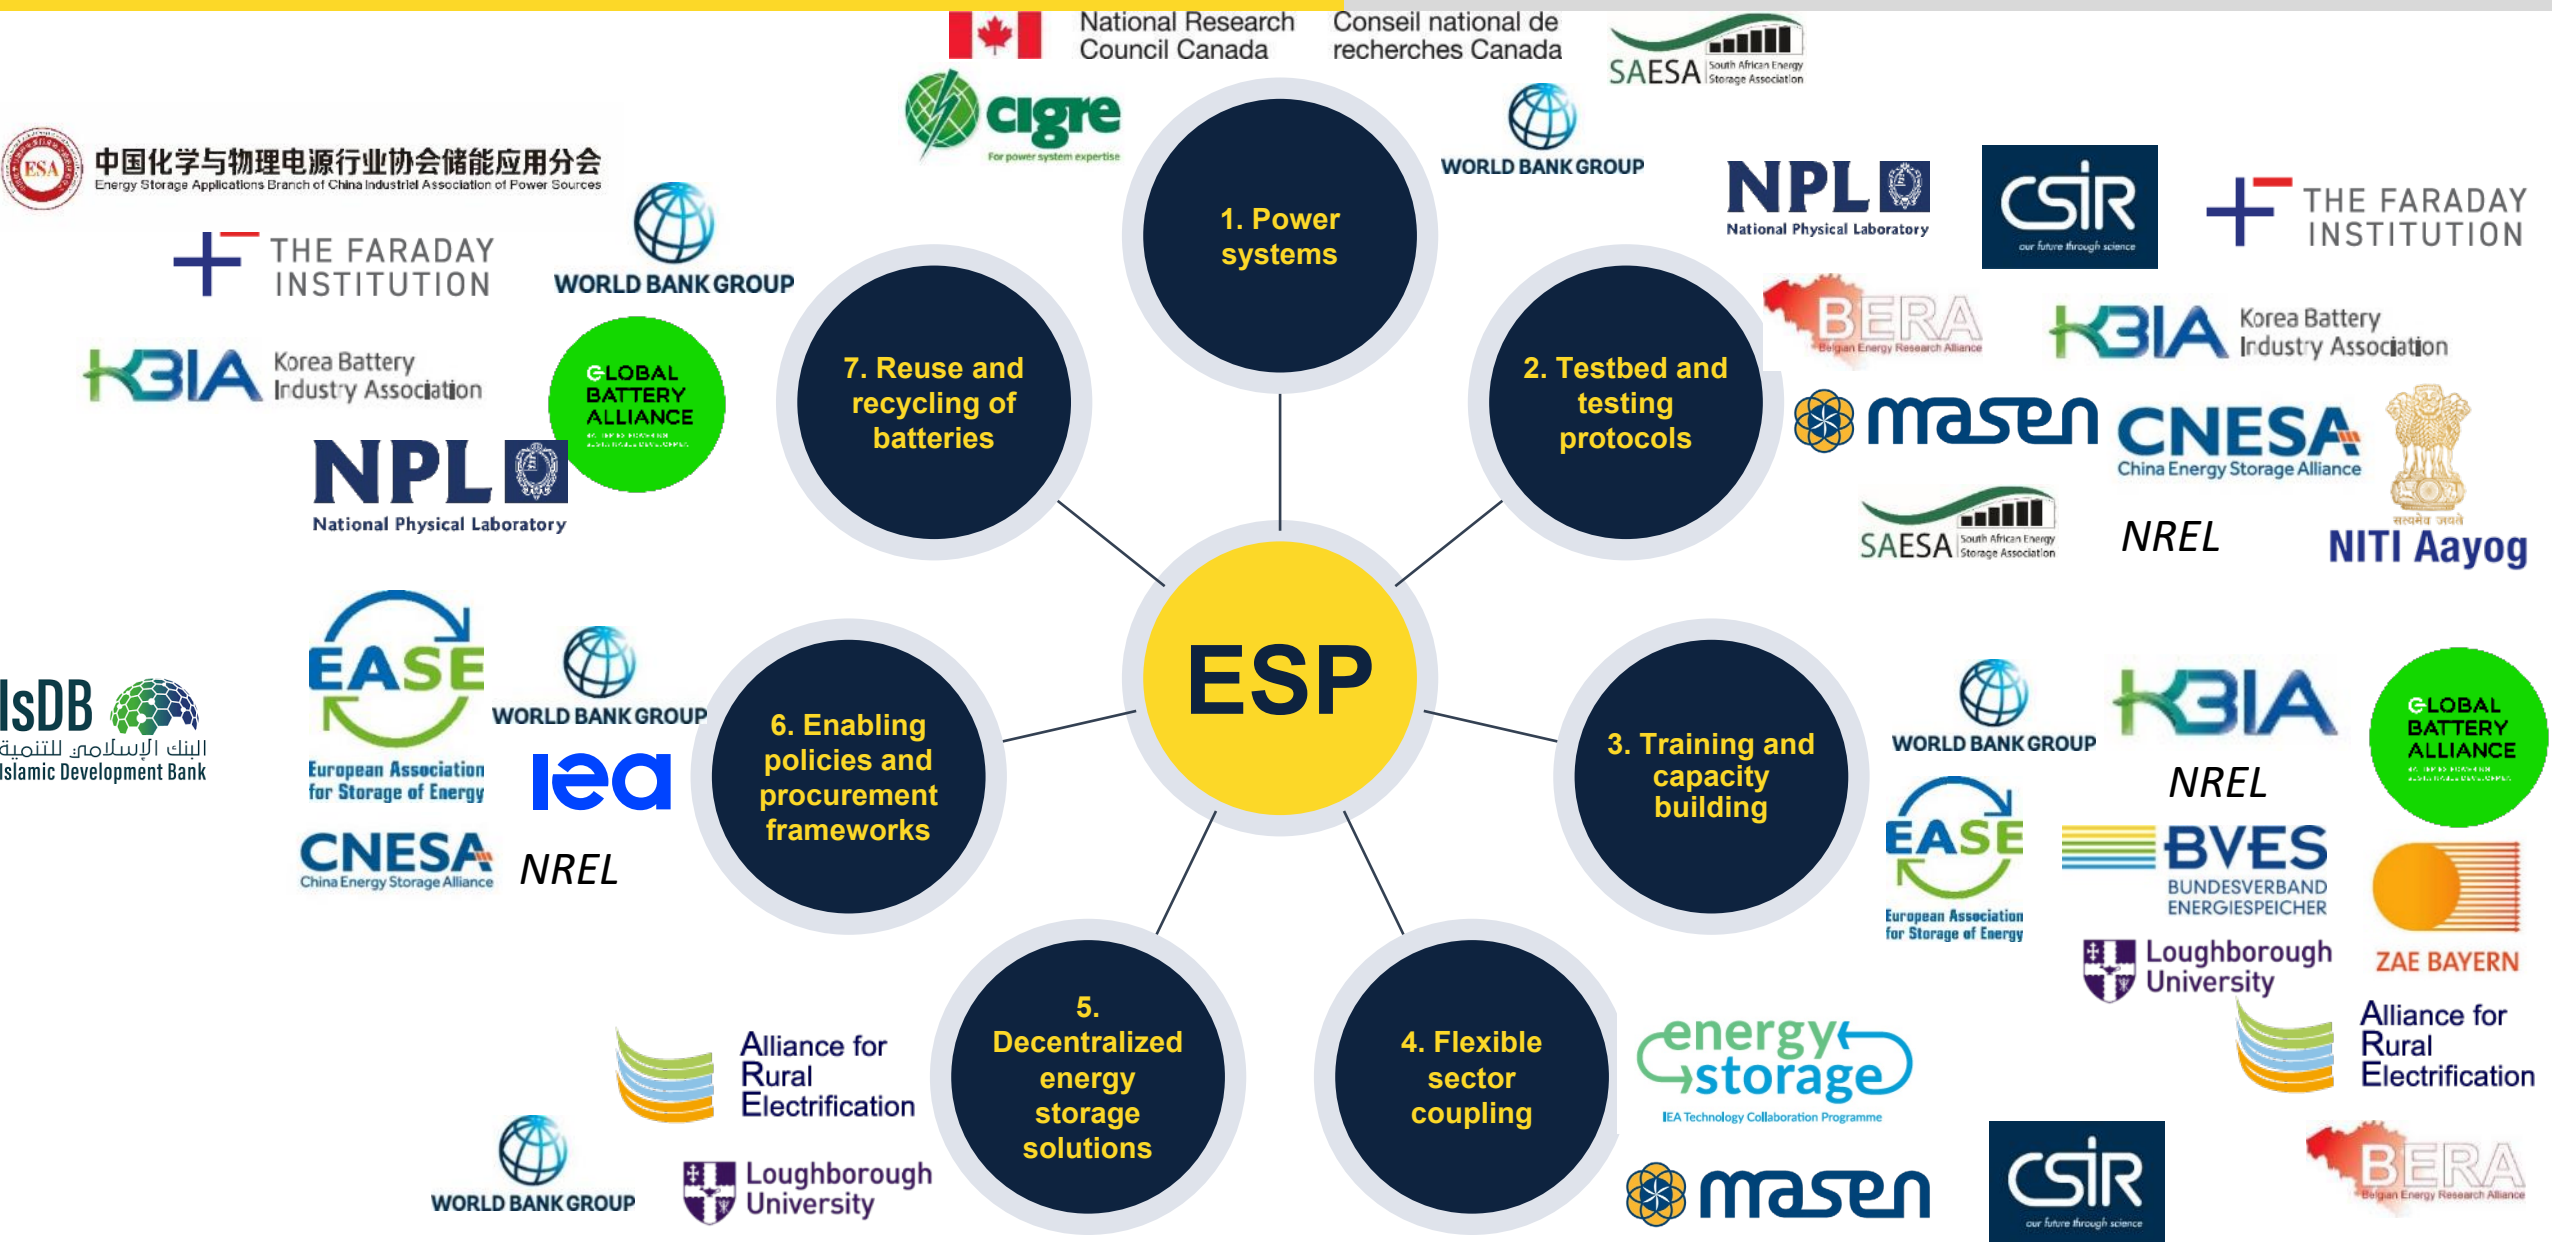 National Research Council Canada
Conseil national de recherches Canada
SAESA
South African Energy
Storage Association
cigre
For power system expertise
WORLD BANK GROUP
1. Power
systems
ESA
中国化学与物理电源行业协会储能应用分会
Energy Storage Applications Branch of China Industrial Association of Power Sources
THE FARADAY
INSTITUTION
WORLD BANK GROUP
KBIA
Korea Battery
Industry Association
GLOBAL
BATTERY
ALLIANCE
NPL
National Physical Laboratory
7. Reuse and
recycling of
batteries
NPL
National Physical Laboratory
CSIR
our future through science
THE FARADAY
INSTITUTION
BERA
Belgian Energy Research Alliance
KBIA
Korea Battery
Industry Association
2. Testbed and
testing
protocols
masen
CNESA
China Energy Storage Alliance
सत्यमेव जयते
NITI Aayog
SAESA
South African Energy
Storage Association
NREL
ESP
IsDB
البنك الإسلامي للتنمية
Islamic Development Bank
EASE
European Association
for Storage of Energy
WORLD BANK GROUP
iea
CNESA
China Energy Storage Alliance
NREL
6. Enabling
policies and
procurement
frameworks
3. Training and
capacity
building
WORLD BANK GROUP
KBIA
NREL
GLOBAL
BATTERY
ALLIANCE
EASE
European Association
for Storage of Energy
BVES
BUNDESVERBAND
ENERGIESPEICHER
ZAE BAYERN
Loughborough
University
Alliance for
Rural
Electrification
BERA
Belgian Energy Research Alliance
5.
Decentralized
energy
storage
solutions
Alliance for
Rural
Electrification
WORLD BANK GROUP
Loughborough
University
4. Flexible
sector
coupling
energy
storage
IEA Technology Collaboration Programme
masen
CSIR
our future through science